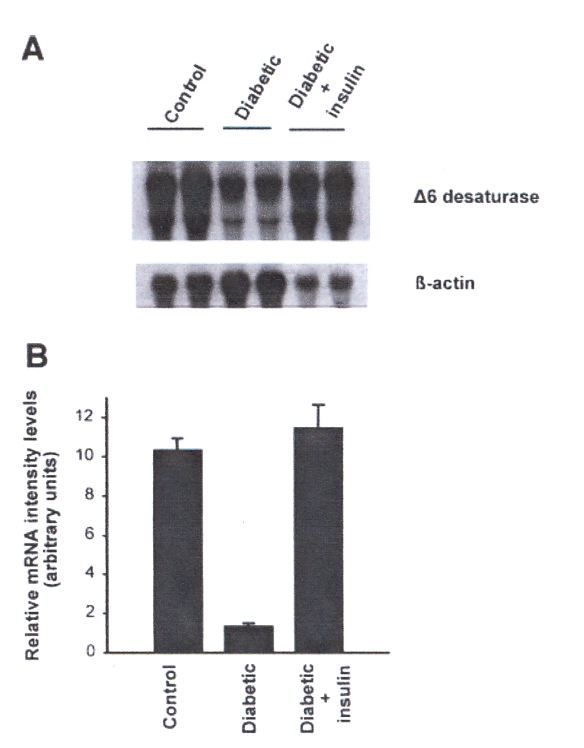 A
Control
Diabetic
Diabetic
+
insulin
Δ6 desaturase
ß-actin
B
Relative mRNA intensity levels
(arbitrary units)
12
10
8
6
4
2
0
Control
Diabetic
Diabetic
+
insulin